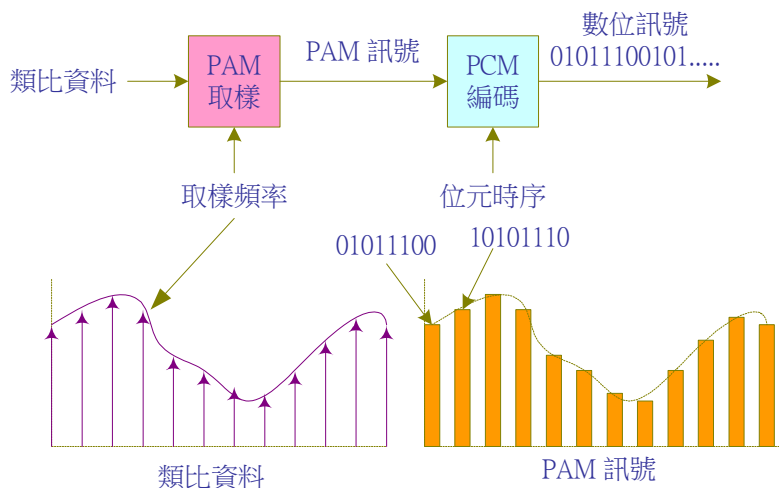 數位訊號
01011100101.....
類比資料
PAM
取樣
PAM 訊號
PCM
編碼
取樣頻率
位元時序
01011100
10101110
類比資料
PAM 訊號